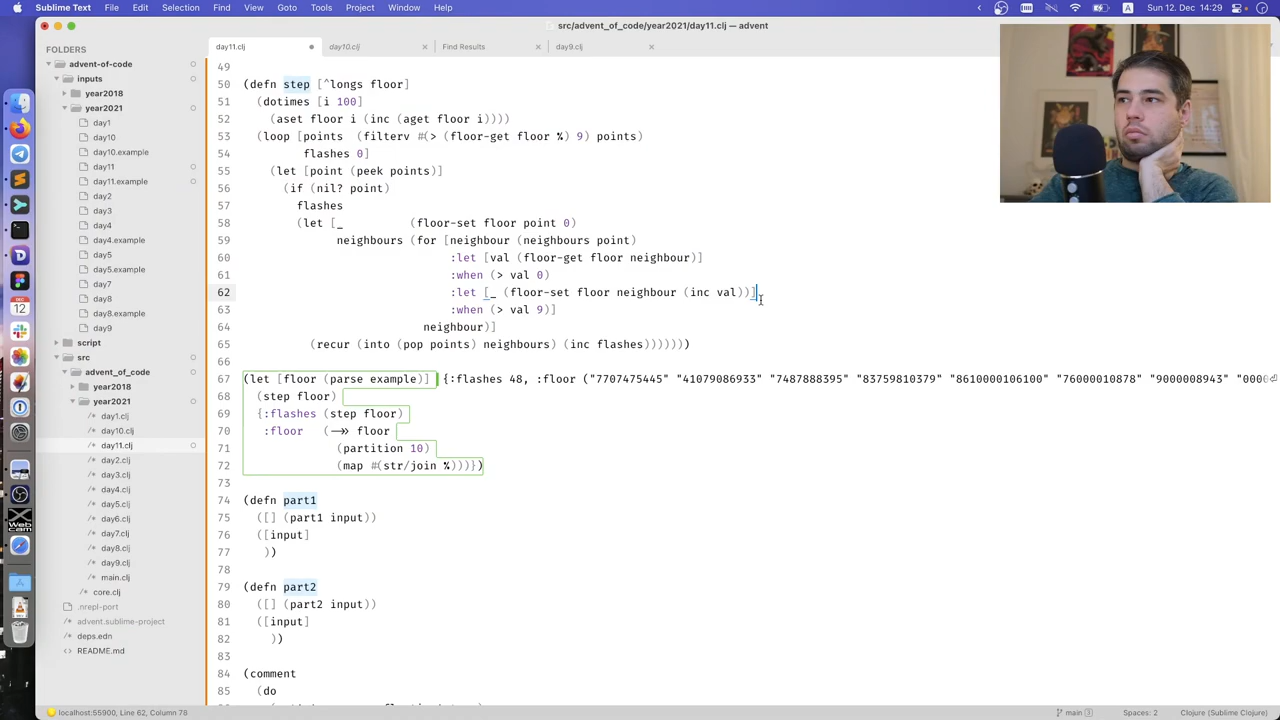 Sublime Text File Edit Selection Find View Goto Tools Project Window Help
Sun 12. Dec 14:29
src/advent_of_code/year2021/day11.clj — advent
FOLDERS
advent-of-code
inputs
year2018
year2021
day1
day10
day10.example
day11
day11.example
day2
day3
day4
day4.example
day5
day5.example
day7
day8
day8.example
day9
script
src
advent_of_code
year2018
year2021
day1.clj
day10.clj
day11.clj
day2.clj
day3.clj
day4.clj
day5.clj
day6.clj
day7.clj
day8.clj
day9.clj
main.clj
core.clj
.nrepl-port
advent.sublime-project
deps.edn
README.md
day11.clj day10.clj Find Results day9.clj
49
50 (defn step [^longs floor]
51 (dotimes [i 100]
52 (aset floor i (inc (aget floor i))))
53 (loop [points (filterv #(> (floor-get floor %) 9) points)
54 flashes 0]
55 (let [point (peek points)]
56 (if (nil? point)
57 flashes
58 (let [_ (floor-set floor point 0)
59 neighbours (for [neighbour (neighbours point)
60 :let [val (floor-get floor neighbour)]
61 :when (> val 0)
62 :let [_ (floor-set floor neighbour (inc val))]
63 :when (> val 9)]
64 neighbour)]
65 (recur (into (pop points) neighbours) (inc flashes))))))
66
67 (let [floor (parse example)] {:flashes 48, :floor ("7707475445" "41079086933" "7487888395" "83759810379" "8610000106100" "76000010878" "9000008943" "000
68 (step floor)
69 {:flashes (step floor)
70 :floor (->> floor
71 (partition 10)
72 (map #(str/join %)))})
73
74 (defn part1
75 ([] (part1 input))
76 ([input]
77 ))
78
79 (defn part2
80 ([] (part2 input))
81 ([input]
82 ))
83
84 (comment
85 (do
localhost:55900, Line 62, Column 78
main 3 Spaces: 2 Clojure (Sublime Clojure)